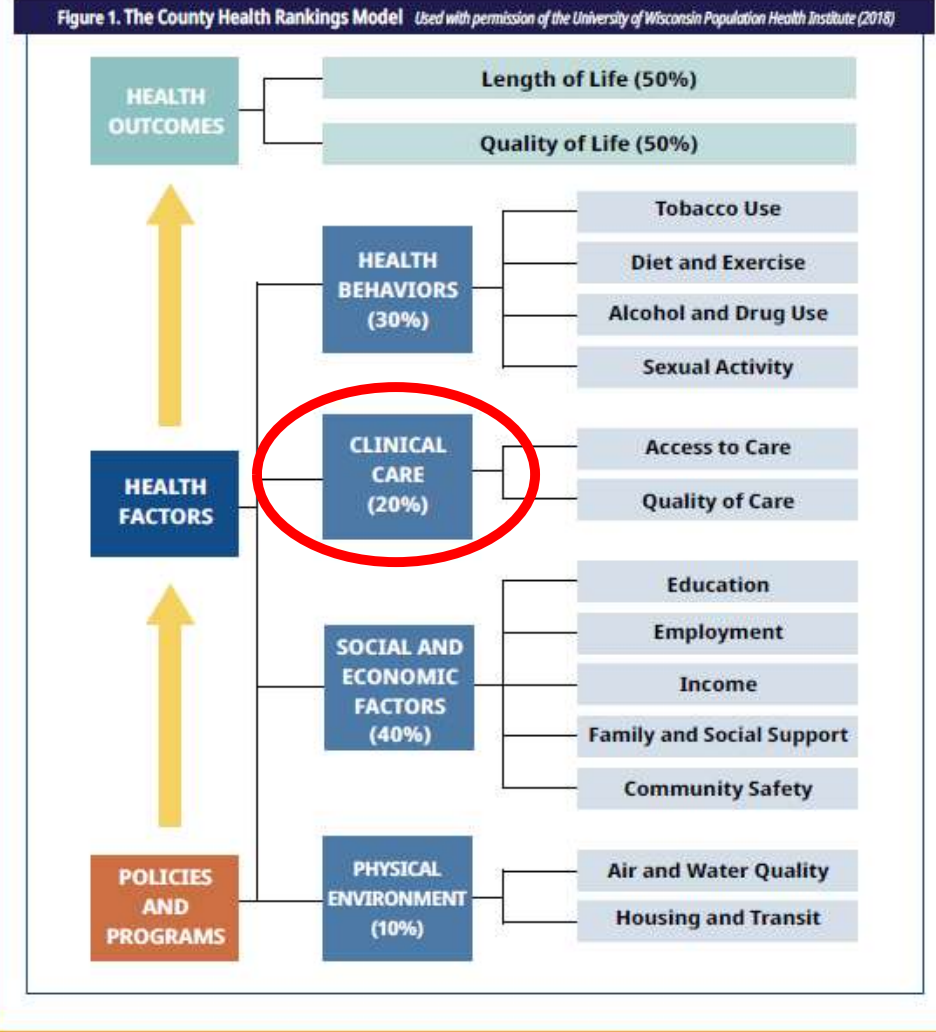 Figure 1. The County Health Rankings Model Used with permission of the University of Wisconsin Population Health Institute (2018)
HEALTH
OUTCOMES
Length of Life (50%)
Quality of Life (50%)
HEALTH
BEHAVIORS
(30%)
Tobacco Use
Diet and Exercise
Alcohol and Drug Use
Sexual Activity
HEALTH
FACTORS
CLINICAL
CARE
(20%)
Access to Care
Quality of Care
SOCIAL AND
ECONOMIC
FACTORS
(40%)
Education
Employment
Income
Family and Social Support
Community Safety
POLICIES
AND
PROGRAMS
PHYSICAL
ENVIRONMENT
(10%)
Air and Water Quality
Housing and Transit